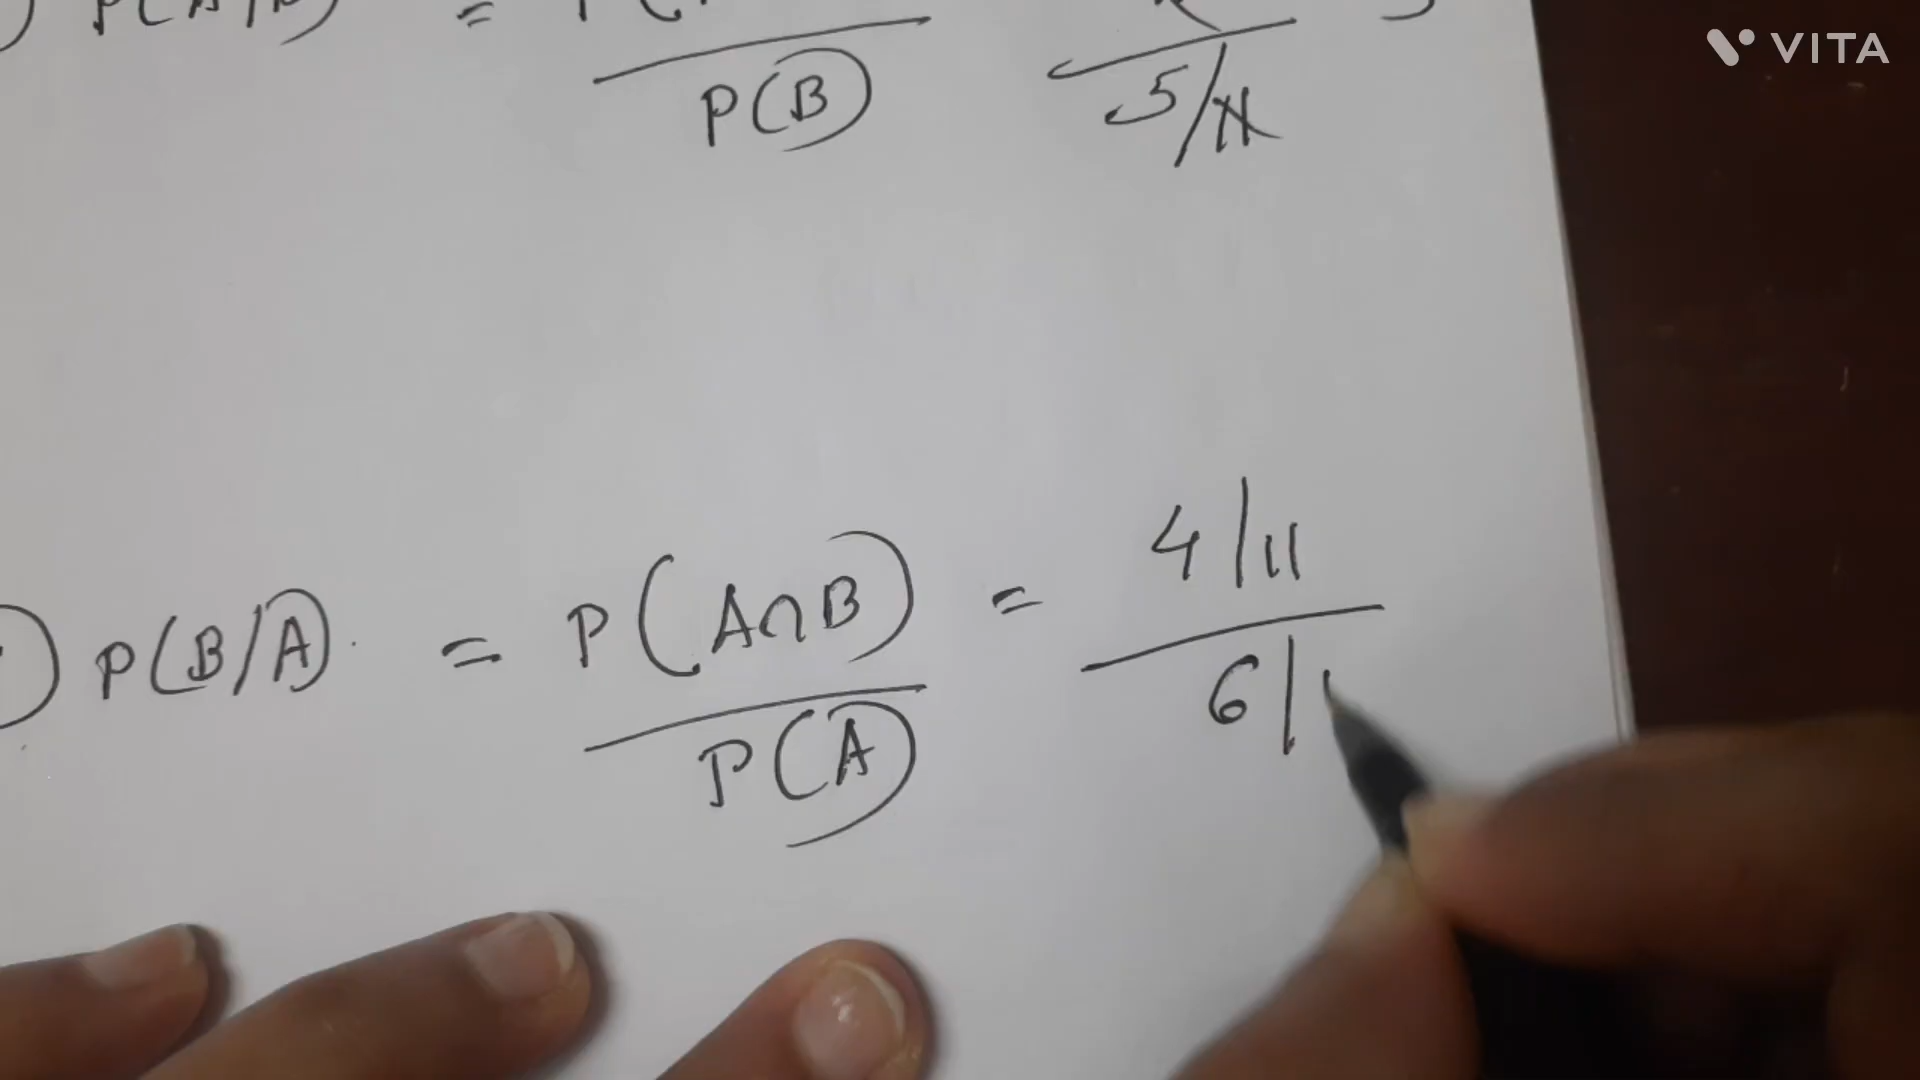 VITA
P(A/B) =
P(B)
5/11
P(B/A) = P(A∩B) = 4/11
P(A) 6/1